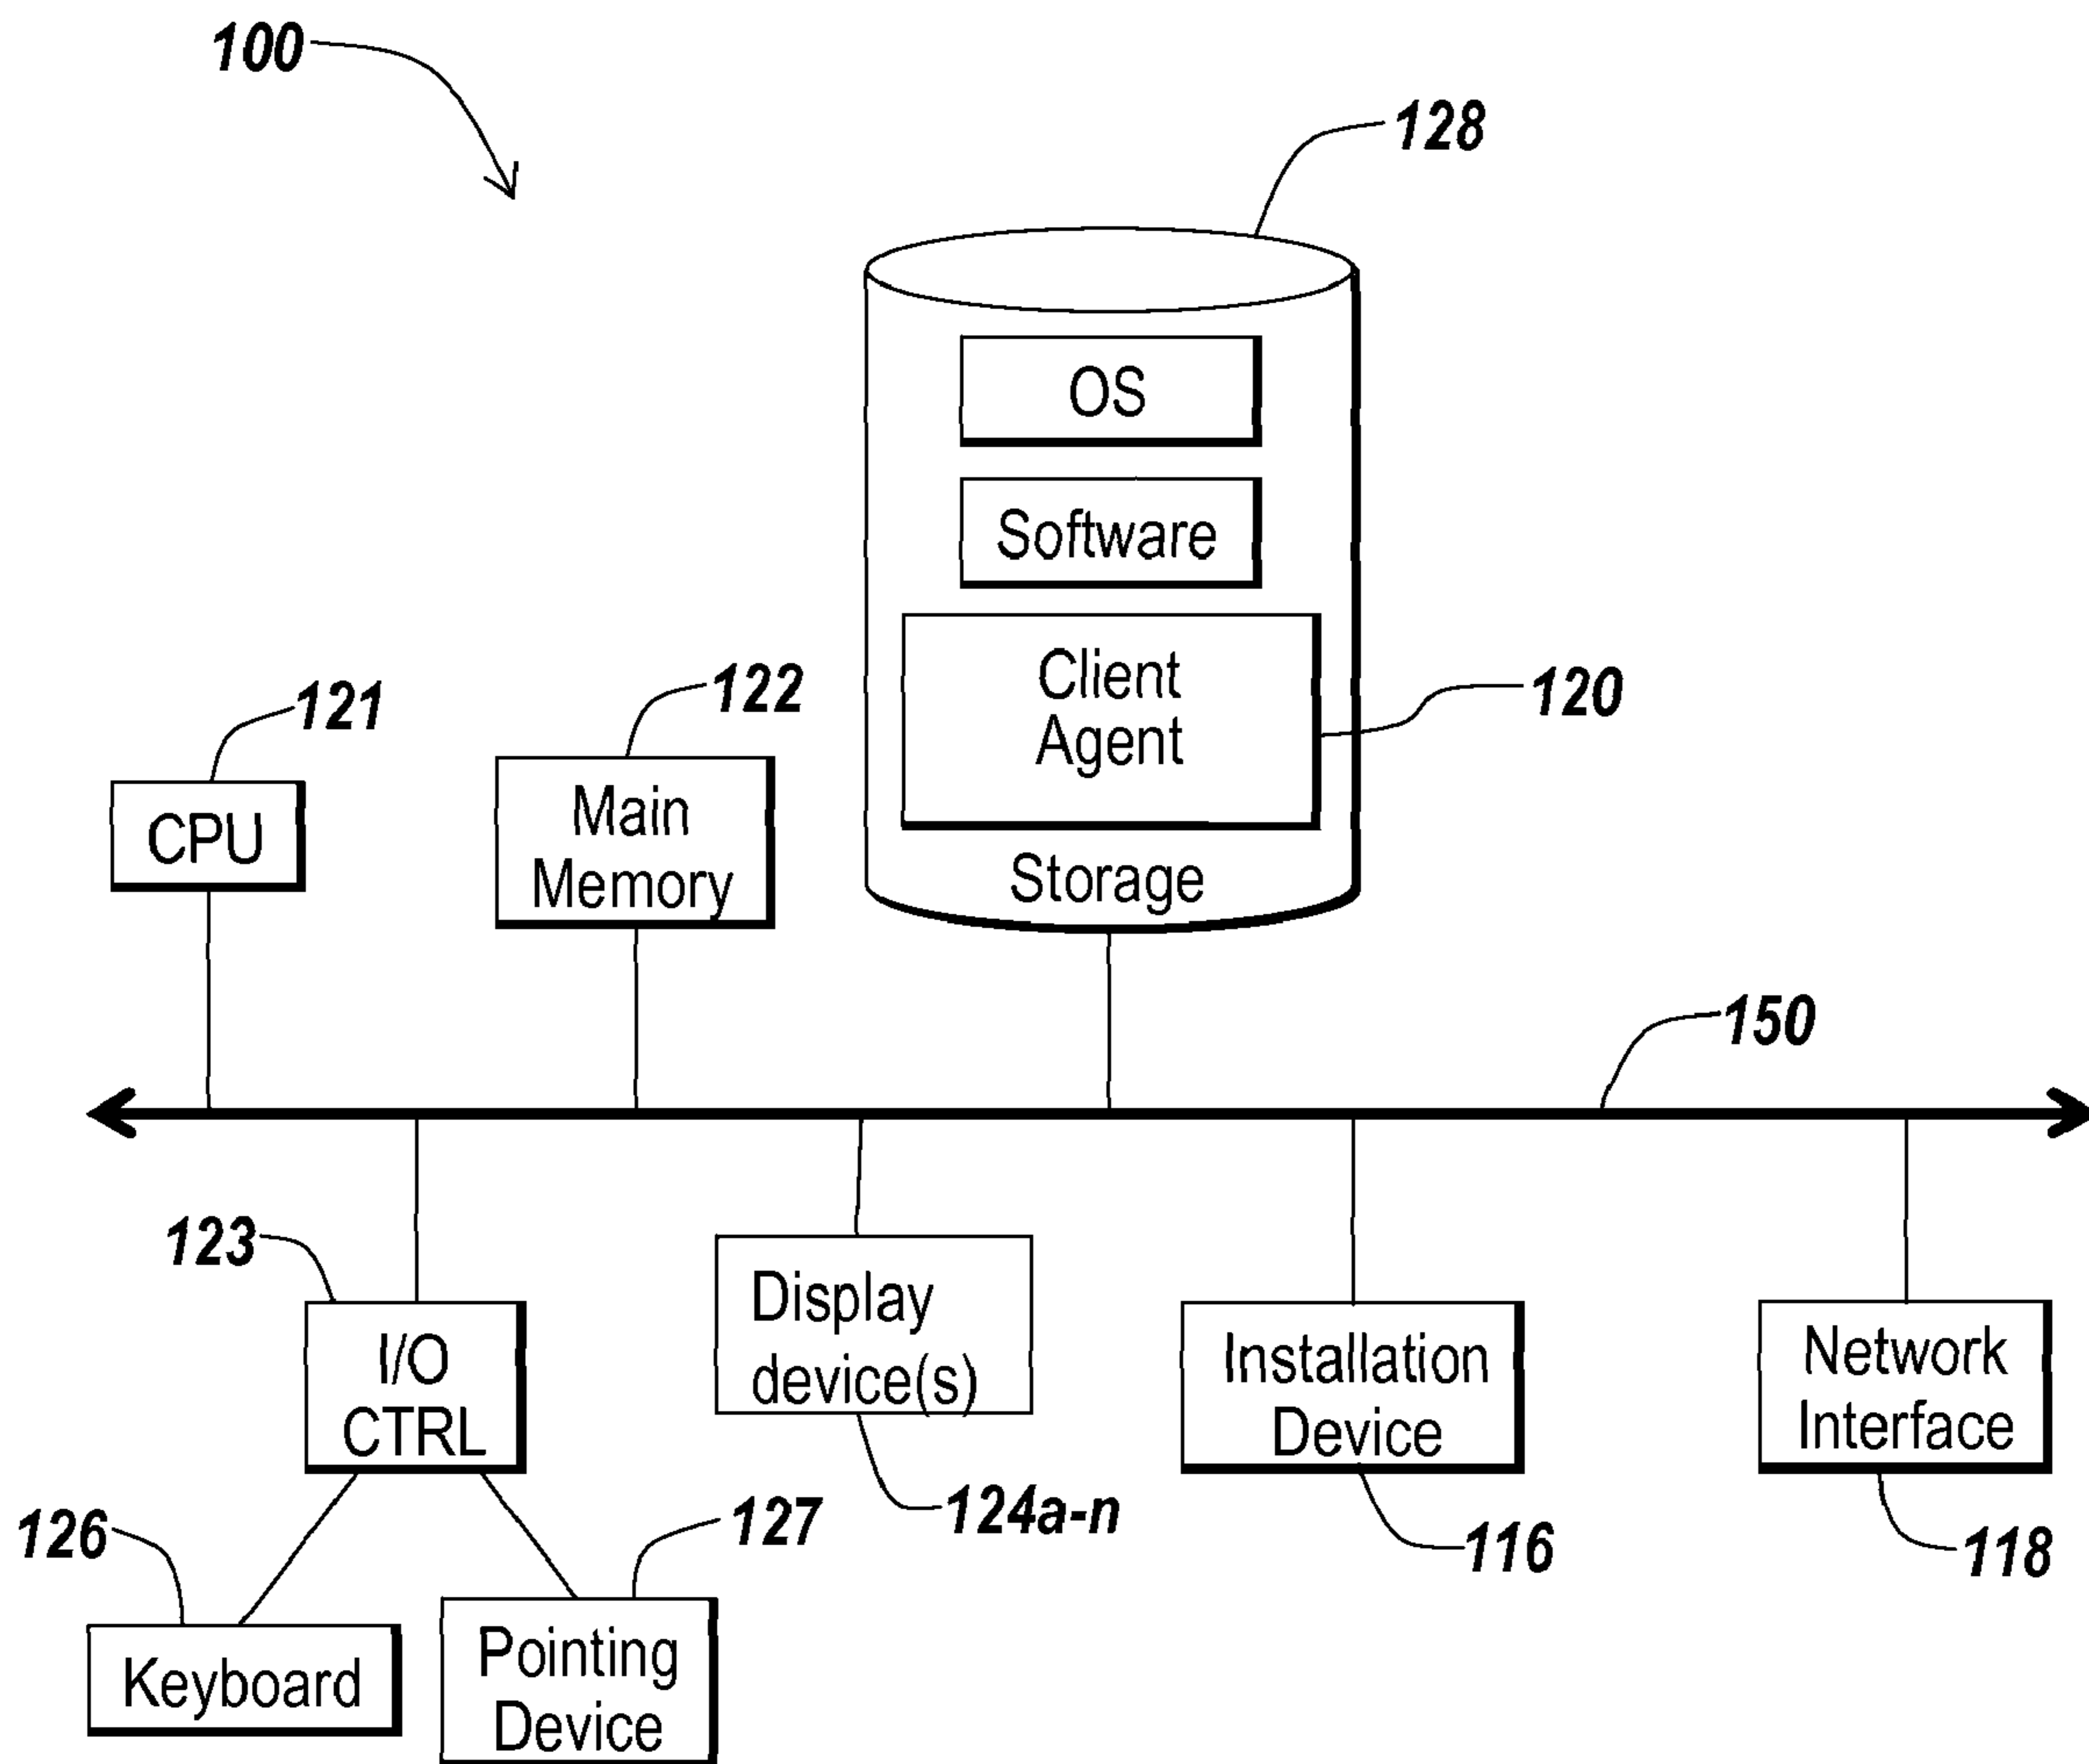 100
128
OS
Software
Client
Agent
120
Storage
121
CPU
122
Main
Memory
150
123
I/O
CTRL
Display
device(s)
124a-n
Installation
Device
116
Network
Interface
118
126
Keyboard
127
Pointing
Device